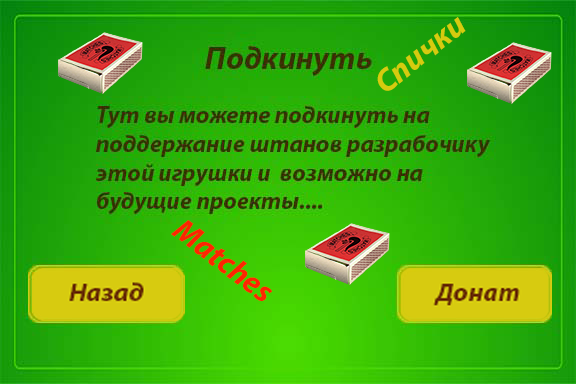 Подкинуть
Спички
Тут вы можете подкинуть на
поддержание штанов разрабочику
этой игрушки и возможно на
будущие проекты....
Matches
Назад
Донат